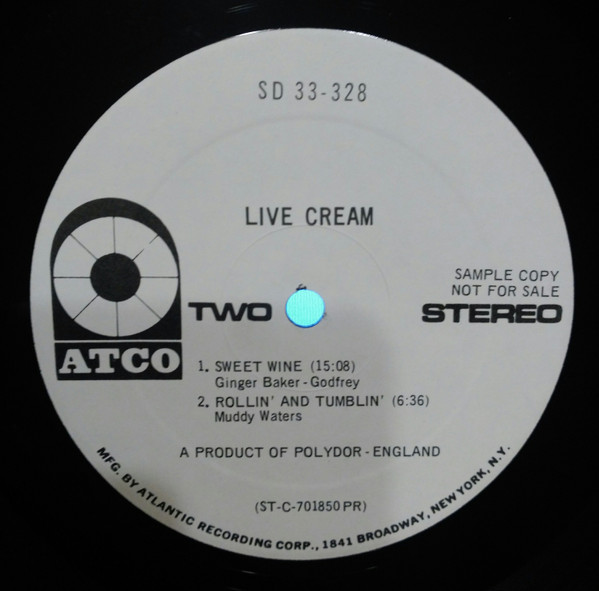 SD 33-328
LIVE CREAM
SAMPLE COPY
NOT FOR SALE
TWO
STEREO
ATCO
1. SWEET WINE (15:08)
Ginger Baker - Godfrey
2. ROLLIN' AND TUMBLIN' (6:36)
Muddy Waters
A PRODUCT OF POLYDOR - ENGLAND
(ST-C-701850 PR)
MFG. BY ATLANTIC RECORDING CORP., 1841 BROADWAY, NEW YORK, N.Y.